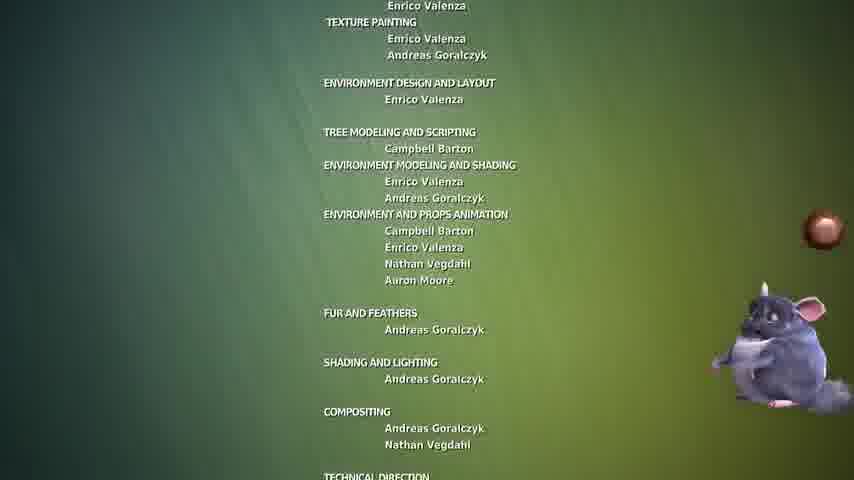 Enrico Valenza
TEXTURE PAINTING
Enrico Valenza
Andreas Goralczyk
ENVIRONMENT DESIGN AND LAYOUT
Enrico Valenza
TREE MODELING AND SCRIPTING
Campbell Barton
ENVIRONMENT MODELING AND SHADING
Enrico Valenza
Andreas Goralczyk
ENVIRONMENT AND PROPS ANIMATION
Campbell Barton
Enrico Valenza
Nathan Vegdahl
Auron Moore
FUR AND FEATHERS
Andreas Goralczyk
SHADING AND LIGHTING
Andreas Goralczyk
COMPOSITING
Andreas Goralczyk
Nathan Vegdahl
TECHNICAL DIRECTION